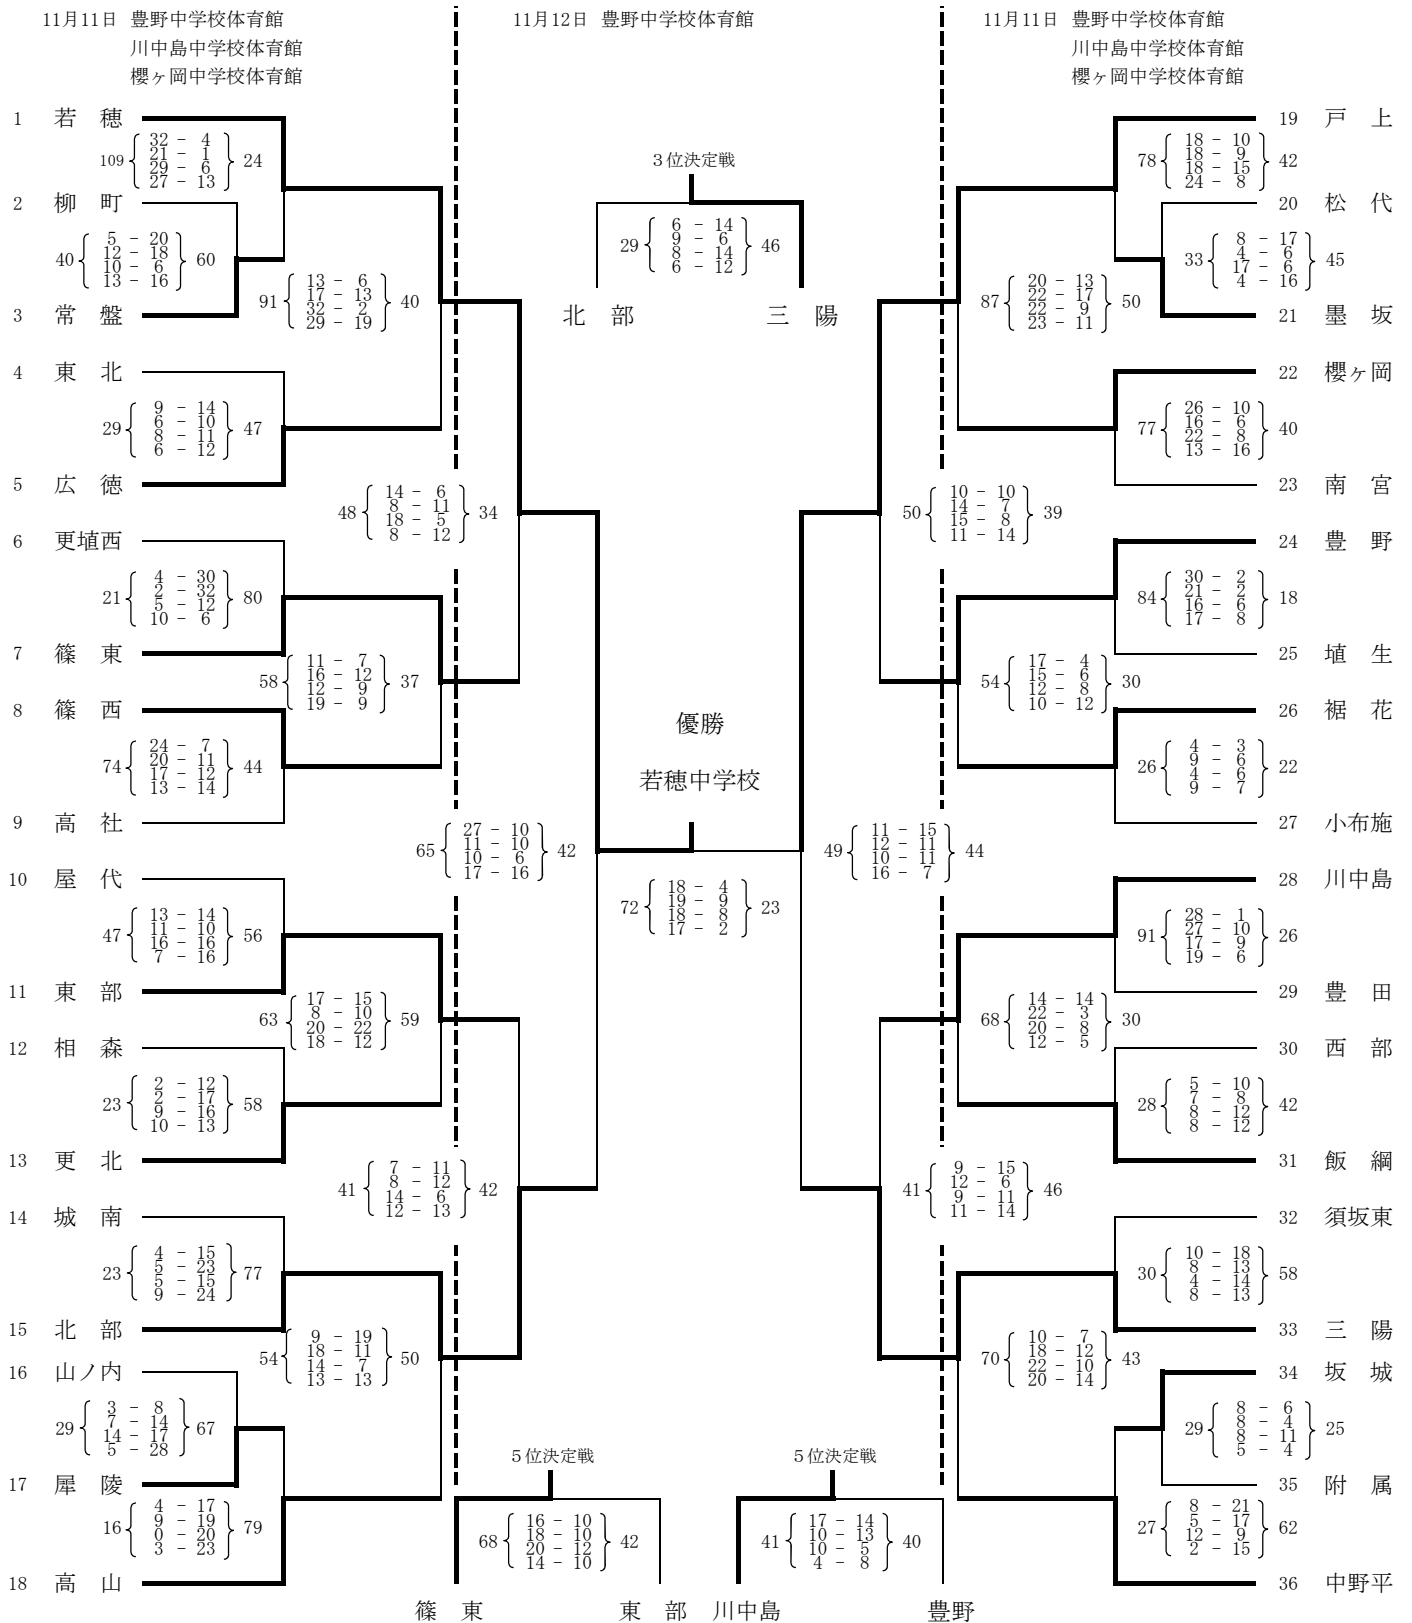 11月11日 豊野中学校体育館
川中島中学校体育館
櫻ヶ岡中学校体育館
11月12日 豊野中学校体育館
11月11日 豊野中学校体育館
川中島中学校体育館
櫻ヶ岡中学校体育館
1 若 穂
109 24
32 - 4
21 - 1
29 - 6
27 - 13
2 柳 町
40 60
5 - 20
12 - 18
10 - 6
13 - 16
3 常 盤
91 40
13 - 6
17 - 13
32 - 2
29 - 19
4 東 北
29 47
9 - 14
6 - 10
8 - 11
6 - 12
5 広 徳
48 34
14 - 6
8 - 11
18 - 5
8 - 12
6 更埴西
21 80
4 - 30
2 - 32
5 - 12
10 - 6
7 篠 東
58 37
11 - 7
16 - 12
12 - 9
19 - 9
8 篠 西
74 44
24 - 7
20 - 11
17 - 12
13 - 14
9 高 社
65 42
27 - 10
11 - 10
10 - 6
17 - 16
10 屋 代
47 56
13 - 14
11 - 10
16 - 16
7 - 16
11 東 部
63 59
17 - 15
8 - 10
20 - 22
18 - 12
12 相 森
23 58
2 - 12
2 - 17
9 - 16
10 - 13
13 更 北
41 42
7 - 11
8 - 12
14 - 6
12 - 13
14 城 南
23 77
4 - 15
5 - 23
5 - 15
9 - 24
15 北 部
54 50
9 - 19
18 - 11
14 - 7
13 - 13
16 山ノ内
29 67
3 - 8
7 - 14
14 - 17
5 - 28
17 犀 陵
16 79
4 - 17
9 - 19
0 - 20
3 - 23
18 高 山
3位決定戦
29 46
6 - 14
9 - 6
8 - 14
6 - 12
北 部 三 陽
優勝
若穂中学校
72 23
18 - 4
19 - 9
18 - 8
17 - 2
5位決定戦
68 42
16 - 10
18 - 10
20 - 12
14 - 10
篠 東 東 部
5位決定戦
41 40
17 - 14
10 - 13
10 - 5
4 - 8
川中島 豊野
19 戸 上
78 42
18 - 10
18 - 9
18 - 15
24 - 8
20 松 代
33 45
8 - 17
4 - 6
17 - 6
4 - 16
21 墨 坂
87 50
20 - 13
22 - 17
22 - 9
23 - 11
22 櫻ヶ岡
77 40
26 - 10
16 - 6
22 - 8
13 - 16
23 南 宮
50 39
10 - 10
14 - 7
15 - 8
11 - 14
24 豊 野
84 18
30 - 2
21 - 2
16 - 6
17 - 8
25 埴 生
54 30
17 - 4
15 - 6
12 - 8
10 - 12
26 裾 花
26 22
4 - 3
9 - 6
4 - 6
9 - 7
27 小布施
49 44
11 - 15
12 - 11
10 - 11
16 - 7
28 川中島
91 26
28 - 1
27 - 10
17 - 9
19 - 6
29 豊 田
68 30
14 - 14
22 - 3
20 - 8
12 - 5
30 西 部
28 42
5 - 10
7 - 8
8 - 12
8 - 12
31 飯 綱
41 46
9 - 15
12 - 6
9 - 11
11 - 14
32 須坂東
30 58
10 - 18
8 - 13
4 - 14
8 - 13
33 三 陽
70 43
10 - 7
18 - 12
22 - 10
20 - 14
34 坂 城
29 25
8 - 6
8 - 4
8 - 11
5 - 4
35 附 属
27 62
8 - 21
5 - 17
12 - 9
2 - 15
36 中野平